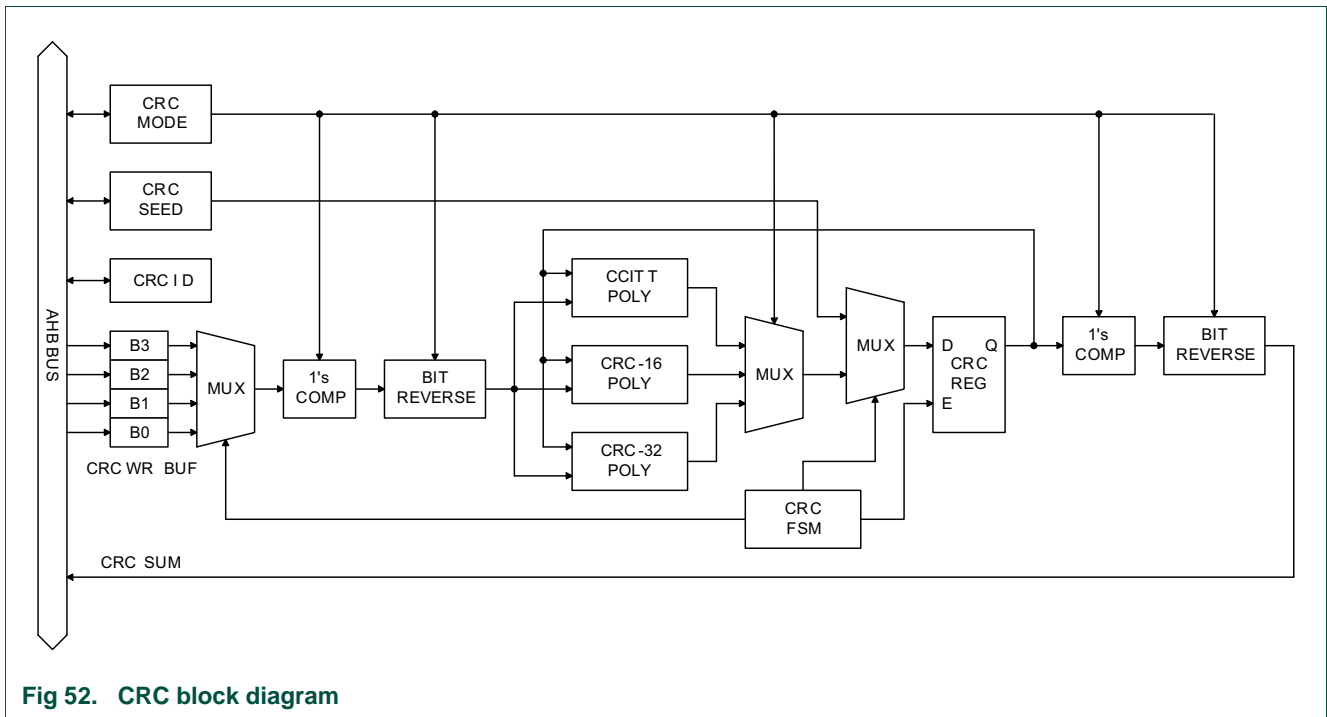 CRC
MODE
CRC
SEED
CRC ID
AHB BUS
B3
B2
B1
B0
CRC WR BUF
MUX
1's
COMP
BIT
REVERSE
CCITT
POLY
CRC-16
POLY
CRC-32
POLY
MUX
MUX
D Q
CRC
REG
E
CRC
FSM
1's
COMP
BIT
REVERSE
CRC SUM
Fig 52. CRC block diagram